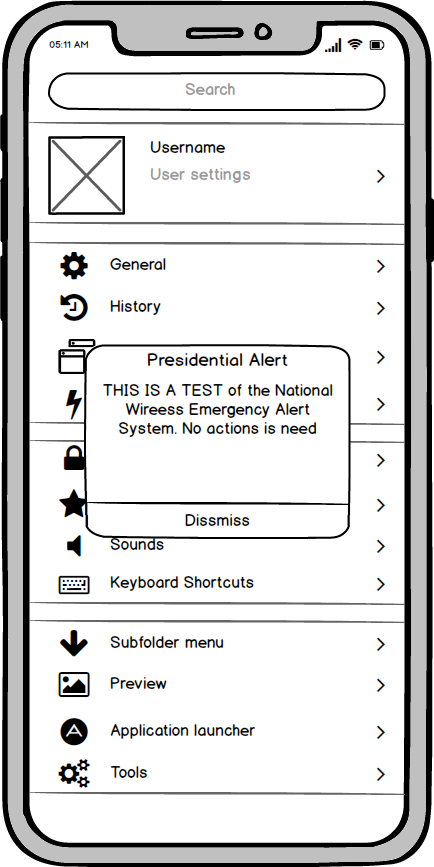 05:11 AM
Search
Username
User settings
General
History
Presidential Alert
THIS IS A TEST of the National
Wireess Emergency Alert
System. No actions is need
Dissmiss
Sounds
Keyboard Shortcuts
Subfolder menu
Preview
Application launcher
Tools